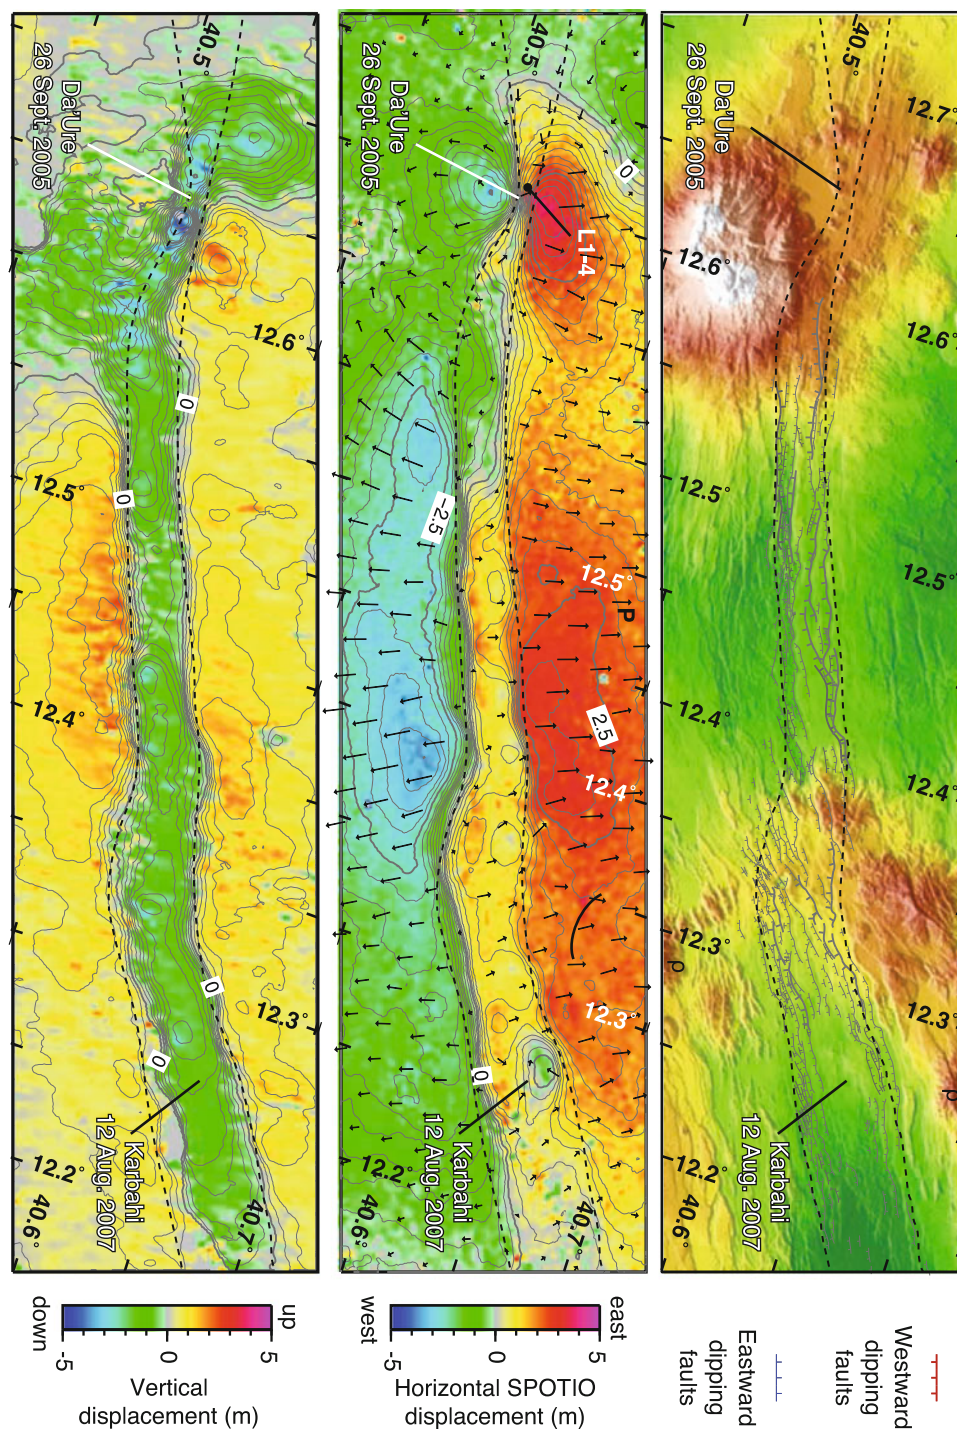 40.5°
Da'Ure
26 Sept. 2005
12.6°
0
12.5°
0
12.4°
0
12.3°
0
Karbahi
12 Aug. 2007
12.2°
40.7°
40.6°
40.5°
Da'Ure
26 Sept. 2005
0
L1-4
-2.5
12.5°
P
2.5
12.4°
12.3°
0
Karbahi
12 Aug. 2007
12.2°
40.7°
40.6°
40.5°
12.7°
Da'Ure
26 Sept. 2005
12.6°
12.6°
12.5°
12.5°
12.4°
12.4°
12.3°
12.3°
P
P
Karbahi
12 Aug. 2007
12.2°
40.6°
up
down
5
0
-5
Vertical
displacement (m)
east
west
5
0
-5
Horizontal SPOTIO
displacement (m)
Westward
dipping
faults
Eastward
dipping
faults